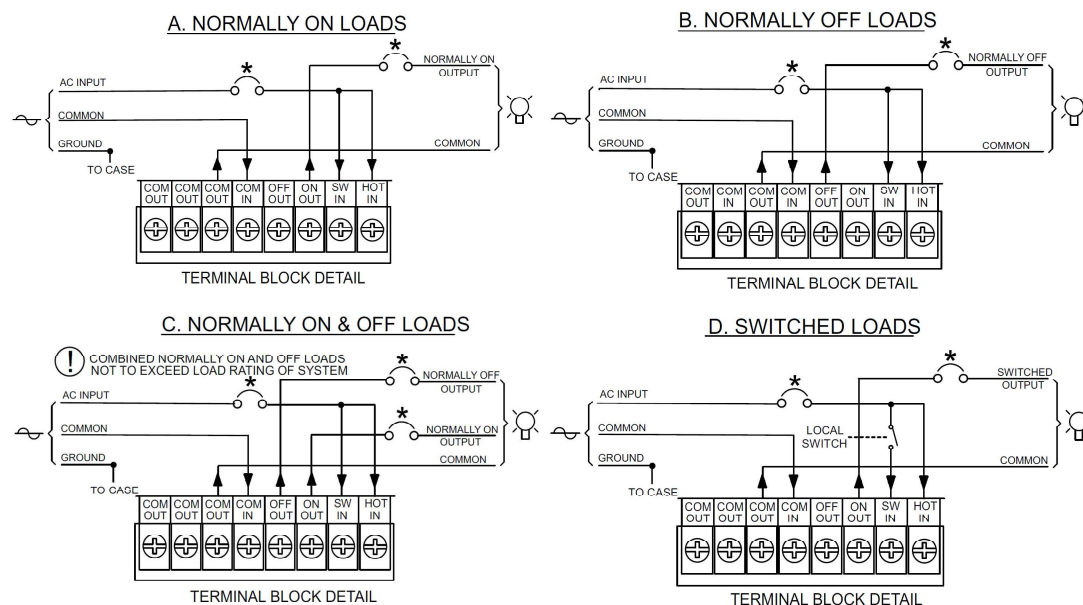 A. NORMALLY ON LOADS
*
NORMALLY ON
OUTPUT
*
AC INPUT
COMMON
GROUND
TO CASE
COMMON
COM OUT COM OUT COM OUT COM IN OFF OUT ON OUT SW IN HOT IN
TERMINAL BLOCK DETAIL
B. NORMALLY OFF LOADS
*
NORMALLY OFF
OUTPUT
*
AC INPUT
COMMON
GROUND
TO CASE
COMMON
COM OUT COM IN COM OUT COM IN OFF OUT ON OUT SW IN HOT IN
TERMINAL BLOCK DETAIL
C. NORMALLY ON & OFF LOADS
! COMBINED NORMALLY ON AND OFF LOADS
NOT TO EXCEED LOAD RATING OF SYSTEM
*
NORMALLY OFF
OUTPUT
*
AC INPUT
*
NORMALLY ON
OUTPUT
COMMON
GROUND
TO CASE
COMMON
COM OUT COM OUT COM OUT COM IN OFF OUT ON OUT SW IN HOT IN
TERMINAL BLOCK DETAIL
D. SWITCHED LOADS
*
SWITCHED
OUTPUT
*
AC INPUT
LOCAL
SWITCH
COMMON
GROUND
TO CASE
COMMON
COM OUT COM OUT COM OUT COM IN OFF OUT ON OUT SW IN HOT IN
TERMINAL BLOCK DETAIL